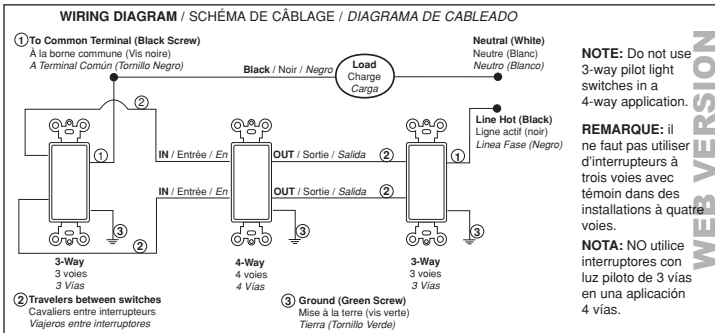 WIRING DIAGRAM / SCHÉMA DE CÂBLAGE / DIAGRAMA DE CABLEADO
① To Common Terminal (Black Screw)
À la borne commune (Vis noire)
A Terminal Común (Tornillo Negro)
Black / Noir / Negro
Load
Charge
Carga
Neutral (White)
Neutre (Blanc)
Neutro (Blanco)
Line Hot (Black)
Ligne actif (noir)
Linea Fase (Negro)
②
①
IN / Entrée / En
OUT / Sortie / Salida
②
①
IN / Entrée / En
OUT / Sortie / Salida
②
③
③
③
②
3-Way
3 voies
3 Vías
4-Way
4 voies
4 Vías
3-Way
3 voies
3 Vías
② Travelers between switches
Cavaliers entre interrupteurs
Viajeros entre interruptores
③ Ground (Green Screw)
Mise à la terre (vis verte)
Tierra (Tornillo Verde)
NOTE: Do not use
3-way pilot light
switches in a
4-way application.
REMARQUE: il
ne faut pas utiliser
d'interrupteurs à
trois voies avec
témoin dans des
installations à quatre
voies.
NOTA: NO utilice
interruptores con
luz piloto de 3 vías
en una aplicación
4 vías.
WEB VERSION